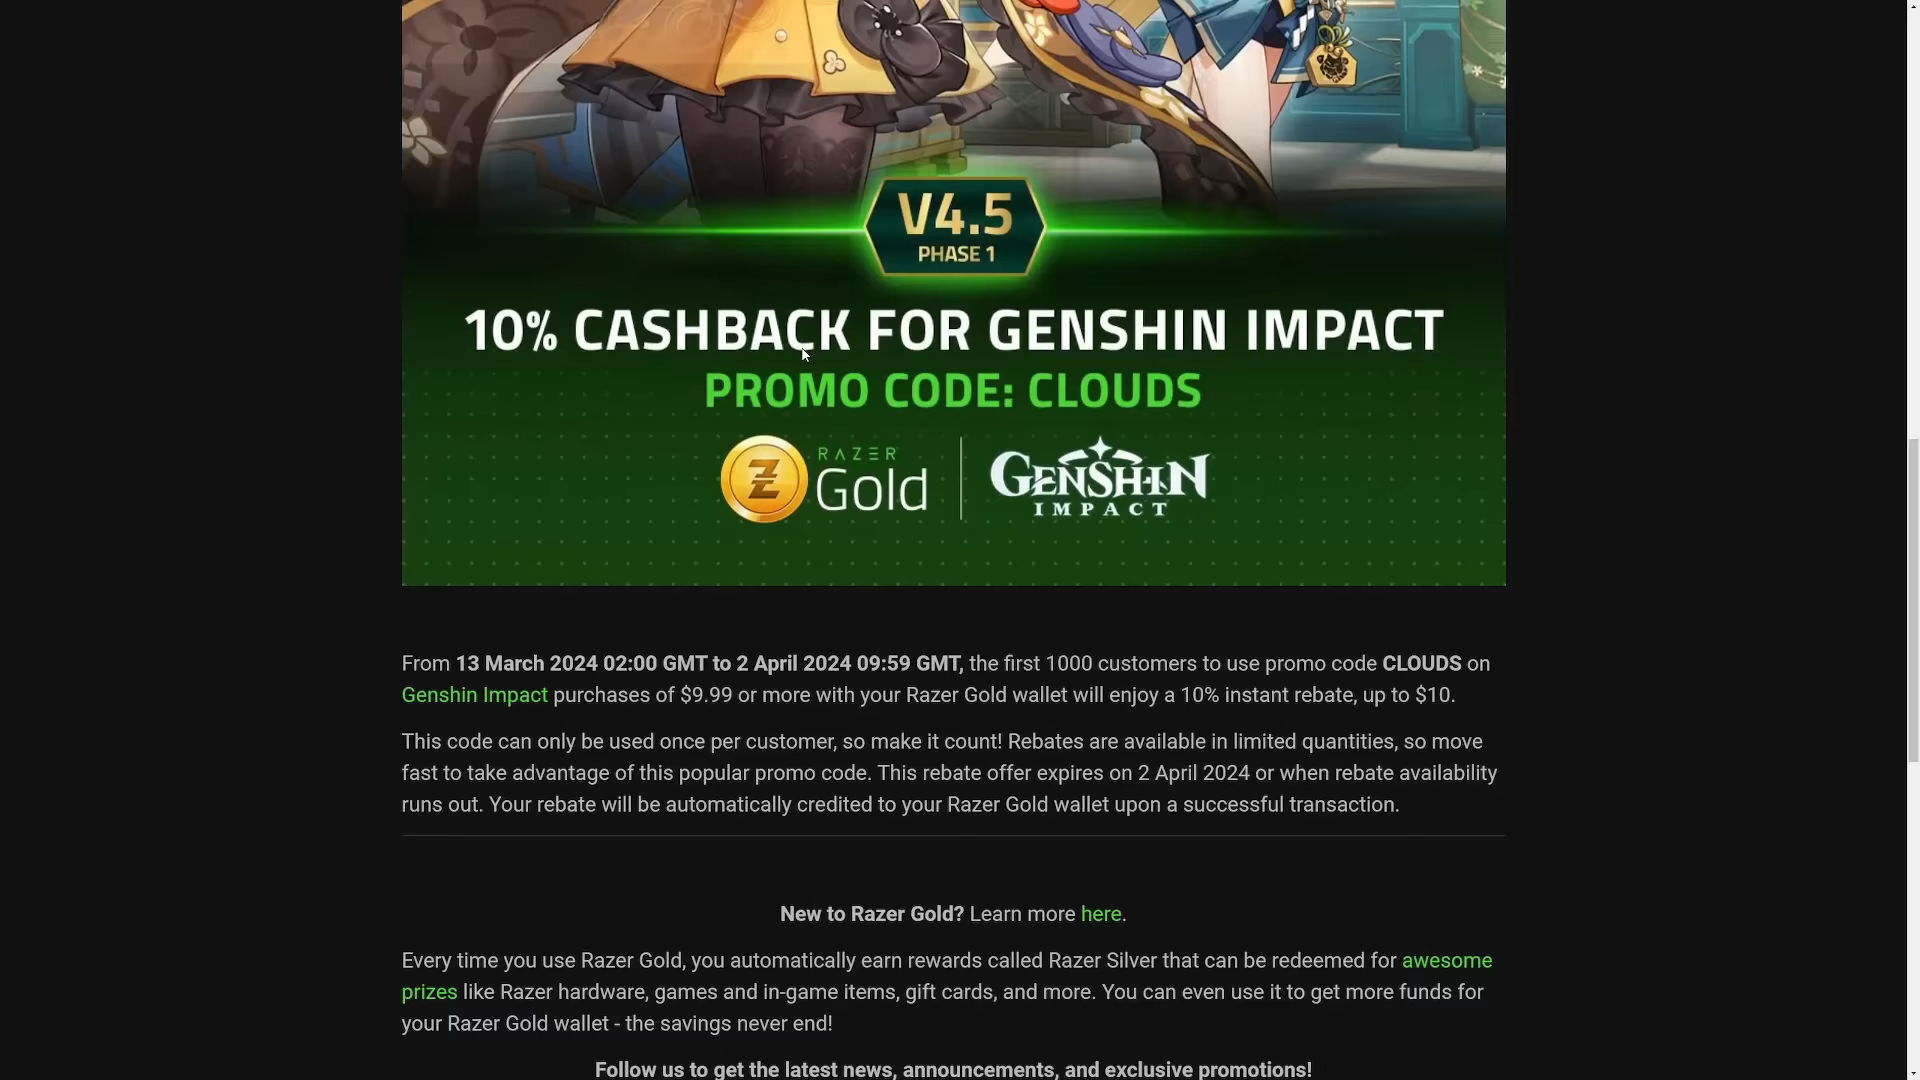 V4.5
PHASE 1
10% CASHBACK FOR GENSHIN IMPACT
PROMO CODE: CLOUDS
RAZER
Gold
GENSHIN
IMPACT
From 13 March 2024 02:00 GMT to 2 April 2024 09:59 GMT, the first 1000 customers to use promo code CLOUDS on
Genshin Impact purchases of $9.99 or more with your Razer Gold wallet will enjoy a 10% instant rebate, up to $10.
This code can only be used once per customer, so make it count! Rebates are available in limited quantities, so move
fast to take advantage of this popular promo code. This rebate offer expires on 2 April 2024 or when rebate availability
runs out. Your rebate will be automatically credited to your Razer Gold wallet upon a successful transaction.
New to Razer Gold? Learn more here.
Every time you use Razer Gold, you automatically earn rewards called Razer Silver that can be redeemed for awesome
prizes like Razer hardware, games and in-game items, gift cards, and more. You can even use it to get more funds for
your Razer Gold wallet - the savings never end!
Follow us to get the latest news, announcements, and exclusive promotions!